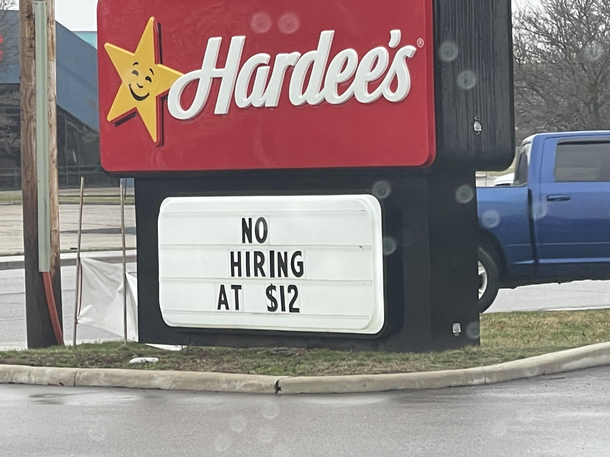 Hardee's®
NO
HIRING
AT $12